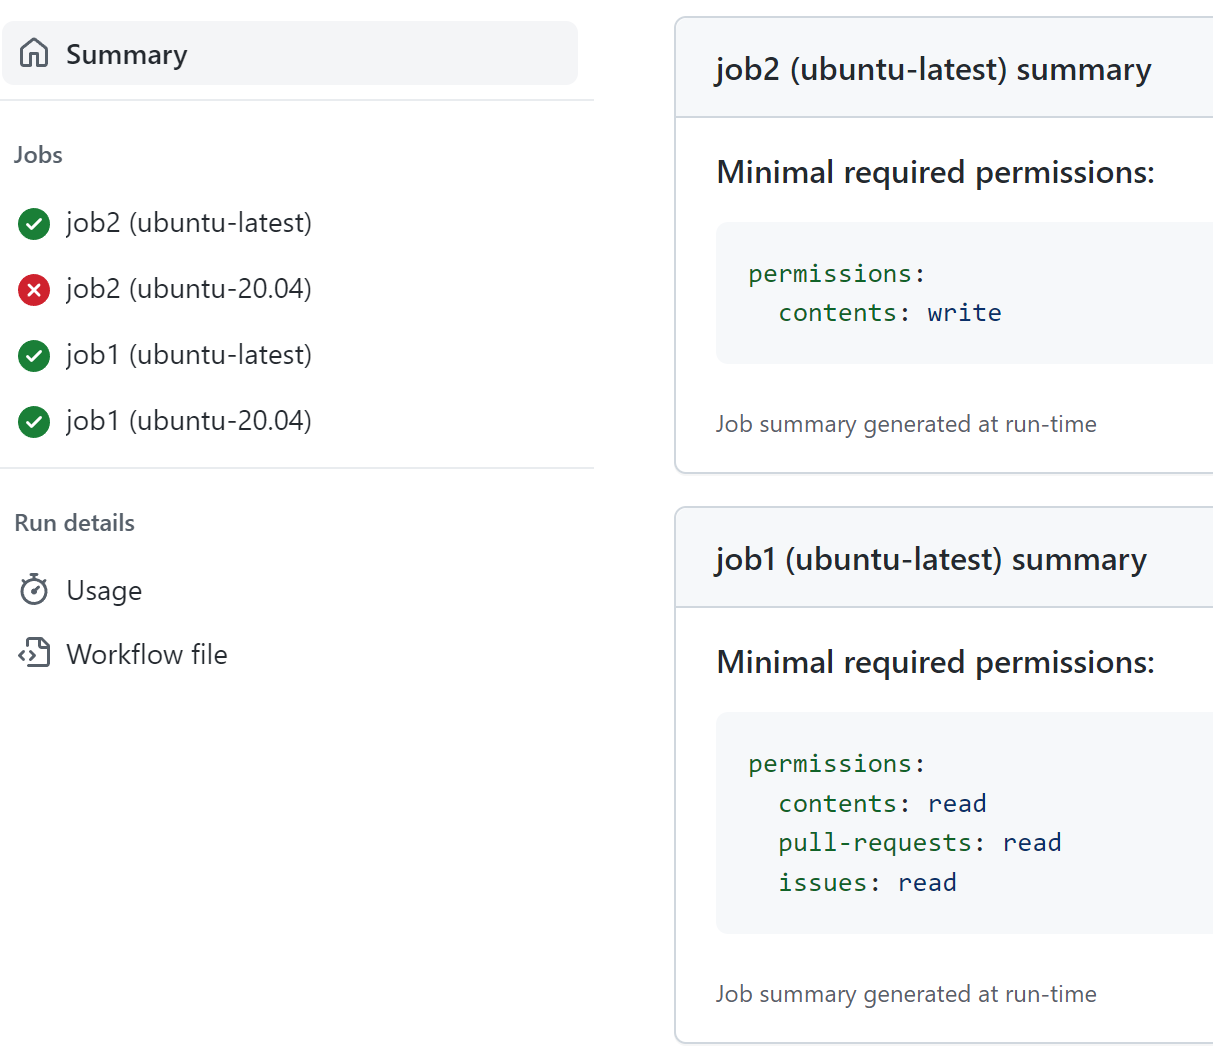 Summary
Jobs
job2 (ubuntu-latest)
job2 (ubuntu-20.04)
job1 (ubuntu-latest)
job1 (ubuntu-20.04)
Run details
Usage
Workflow file
job2 (ubuntu-latest) summary
Minimal required permissions:
permissions:
  contents: write
Job summary generated at run-time
job1 (ubuntu-latest) summary
Minimal required permissions:
permissions:
  contents: read
  pull-requests: read
  issues: read
Job summary generated at run-time